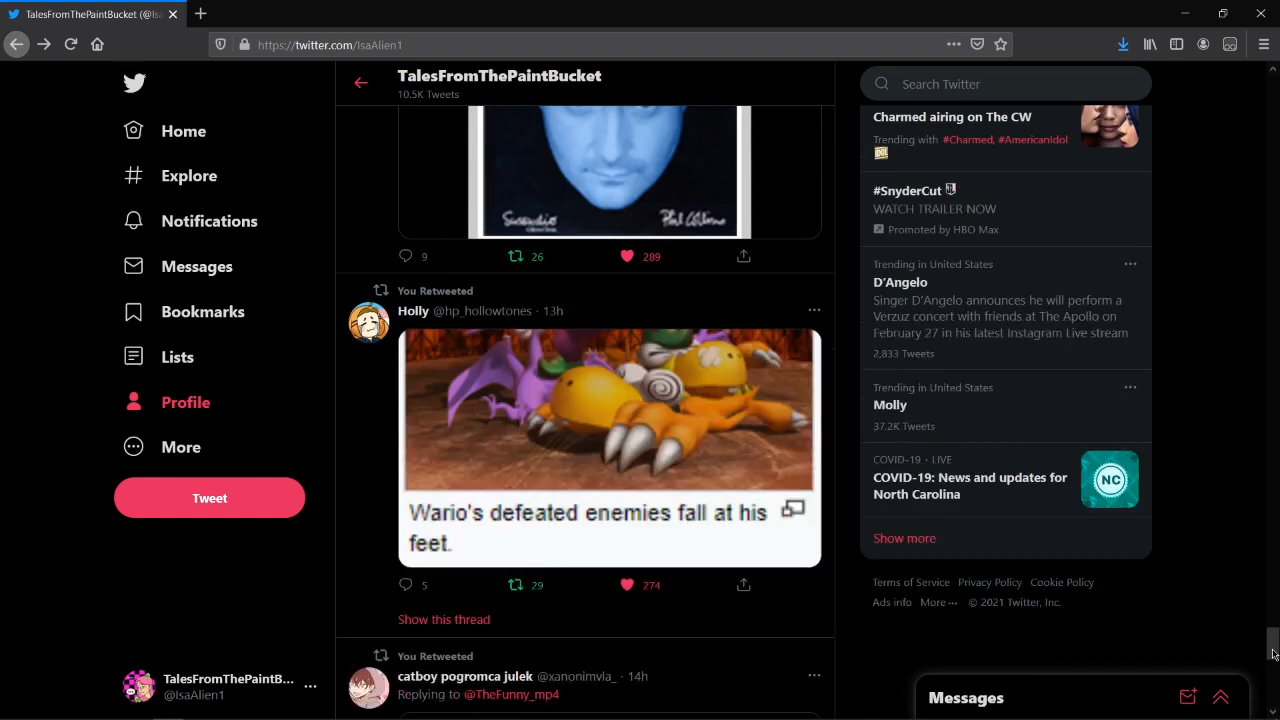 TalesFromThePaintBucket (@Isa
https://twitter.com/IsaAlien1
TalesFromThePaintBucket
10.5K Tweets
Search Twitter
Home
Explore
Notifications
Messages
Bookmarks
Lists
Profile
More
Tweet
TalesFromThePaintB...
@IsaAlien1
9 26 289
You Retweeted
Holly @hp_hollowtones · 13h
Wario's defeated enemies fall at his
feet.
5 29 274
Show this thread
You Retweeted
catboy pogromca julek @xanonimvla_ · 14h
Replying to @TheFunny_mp4
Charmed airing on The CW
Trending with #Charmed, #AmericanIdol
#SnyderCut
WATCH TRAILER NOW
Promoted by HBO Max
Trending in United States
D'Angelo
Singer D'Angelo announces he will perform a
Verzuz concert with friends at The Apollo on
February 27 in his latest Instagram Live stream
2,833 Tweets
Trending in United States
Molly
37.2K Tweets
COVID-19 · LIVE
COVID-19: News and updates for
North Carolina
NC
Show more
Terms of Service Privacy Policy Cookie Policy
Ads info More ··· © 2021 Twitter, Inc.
Messages